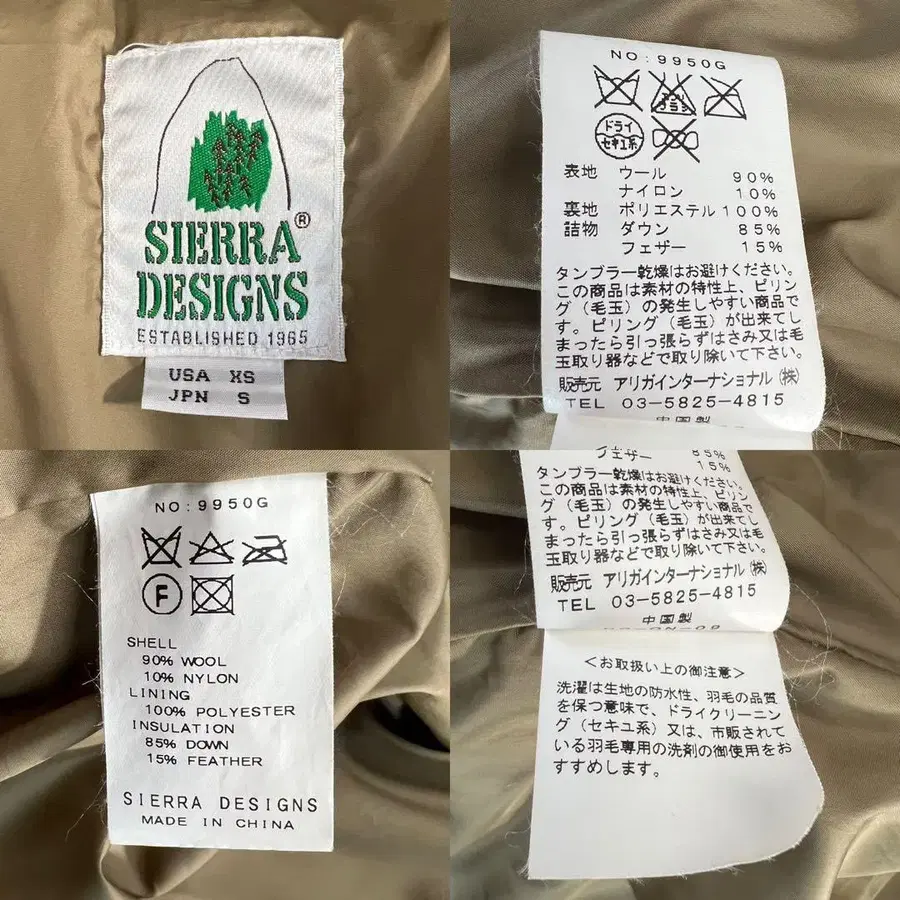 SIERRA®
DESIGNS
ESTABLISHED 1965
USA XS
JPN S
NO:9950G
エンソ
サラシ
ドライ
セキユ系
表地 ウール 90%
ナイロン 10%
裏地 ポリエステル 100%
詰物 ダウン 85%
フェザー 15%
タンブラー乾燥はお避けください。
この商品は素材の特性上、ピリン
グ(毛玉)の発生しやすい商品で
す。ピリング(毛玉)が出来てし
まったら引っ張らずはさみ又は毛
玉取り器などで取り除いて下さい。
販売元 アリガインターナショナル(株)
TEL 03-5825-4815
中国製
NO:9950G
F
SHELL
90% WOOL
10% NYLON
LINING
100% POLYESTER
INSULATION
85% DOWN
15% FEATHER
SIERRA DESIGNS
MADE IN CHINA
85%
フェザー 15%
タンブラー乾燥はお避けください。
この商品は素材の特性上、ピリン
グ(毛玉)の発生しやすい商品で
す。ピリング(毛玉)が出来てし
まったら引っ張らずはさみ又は毛
玉取り器などで取り除いて下さい。
販売元 アリガインターナショナル(株)
TEL 03-5825-4815
中国製
<お取扱い上の御注意>
洗濯は生地の防水性、羽毛の品質
を保つ意味で、ドライクリーニン
グ(セキユ系)又は、市販されて
いる羽毛専用の洗剤の御使用をお
すすめします。